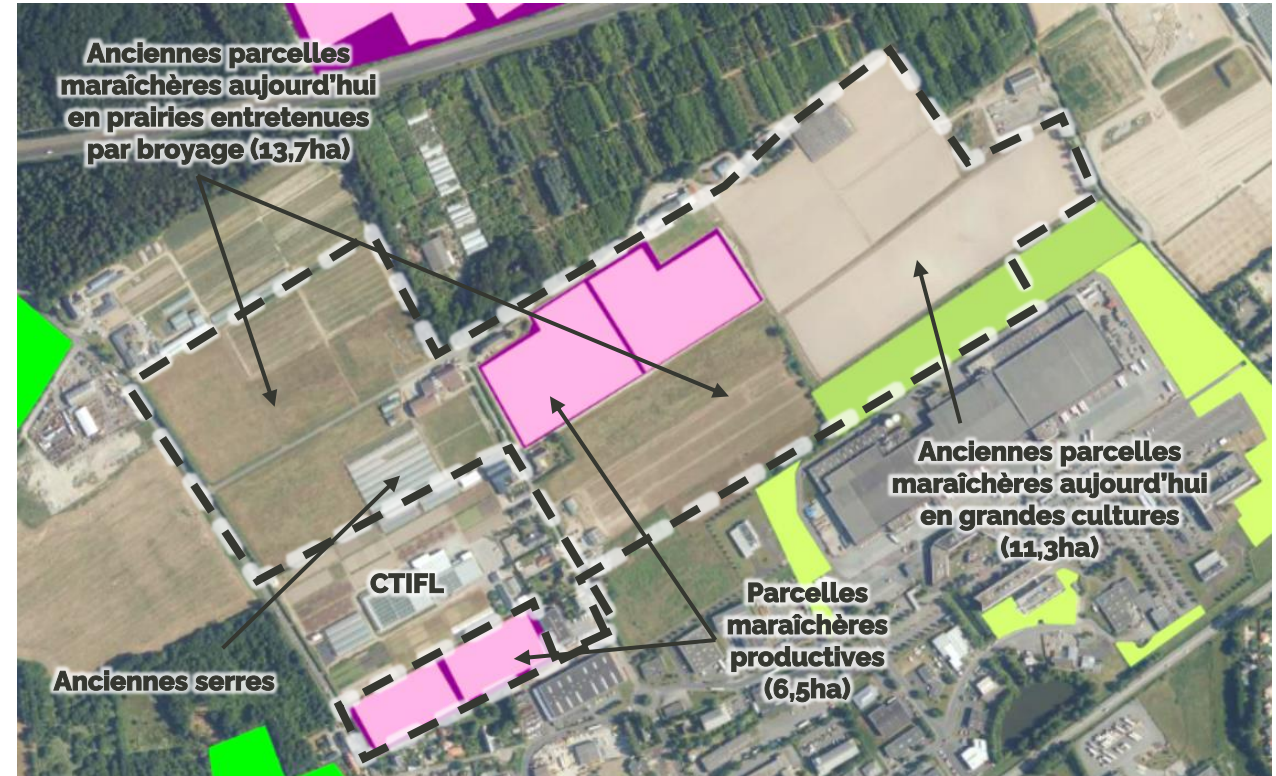 Anciennes parcelles
maraîchères aujourd'hui
en prairies entretenues
par broyage (13,7ha)
Anciennes parcelles
maraîchères aujourd'hui
en grandes cultures
(11,3ha)
CTIFL
Parcelles
maraîchères
productives
(6,5ha)
Anciennes serres